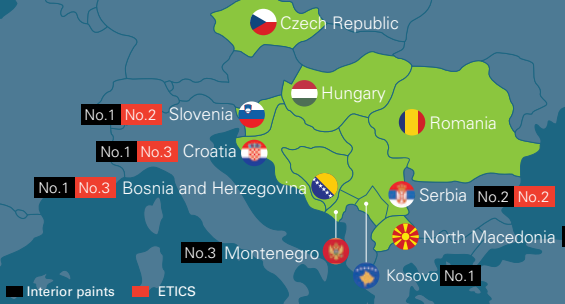 Czech Republic
Hungary
No.1 No.2 Slovenia
Romania
No.1 No.3 Croatia
No.1 No.3 Bosnia and Herzegovina
Serbia No.2 No.2
North Macedonia
No.3 Montenegro
Kosovo No.1
Interior paints ETICS